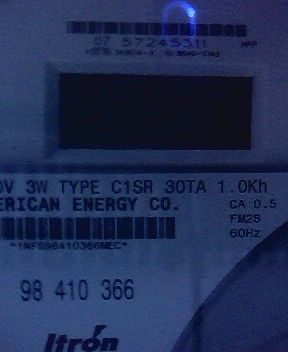 07 57245311
0V 3W TYPE C1SR 30TA 1.0Kh
ERICAN ENERGY CO. CA 0.5
FM2S
60Hz
*1NFS98410366MEC*
98 410 366
Itron